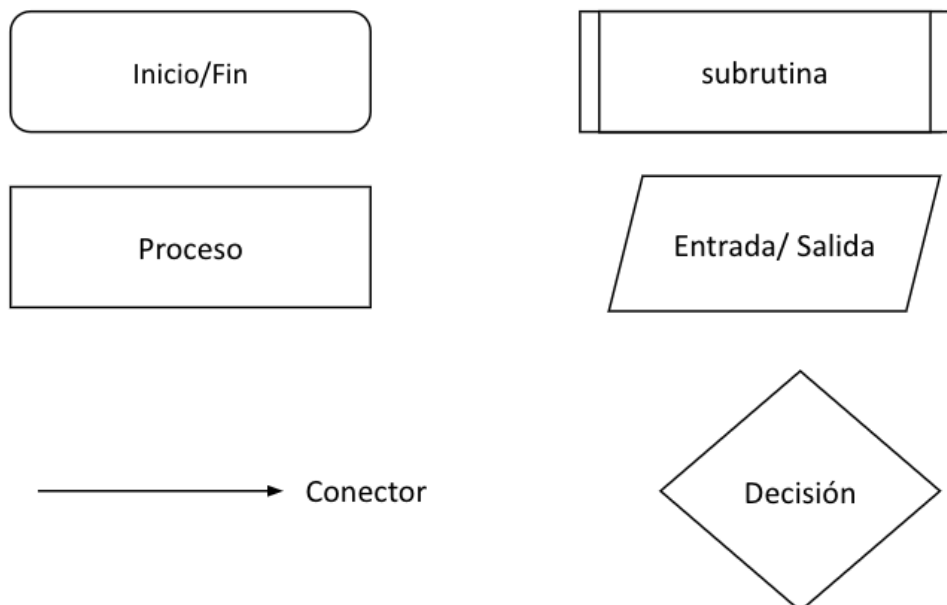 Inicio/Fin
subrutina
Proceso
Entrada/ Salida
Conector
Decisión